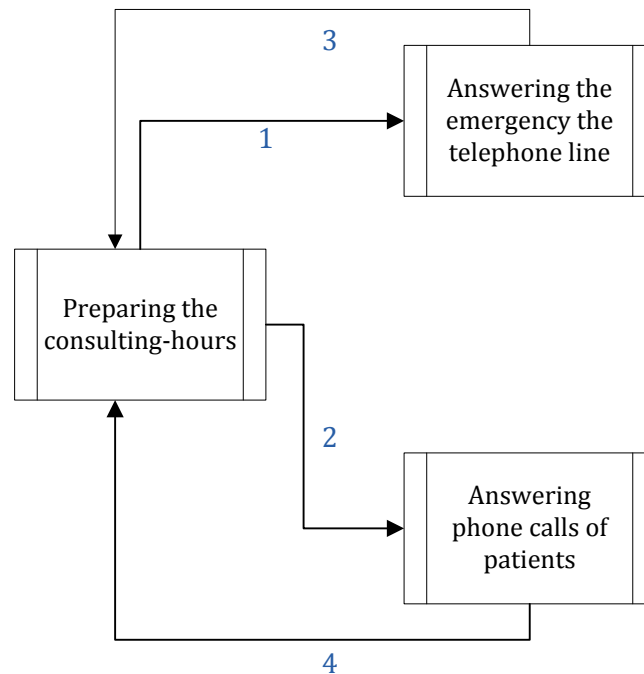 3
Answering the
emergency the
telephone line
1
Preparing the
consulting-hours
2
Answering
phone calls of
patients
4